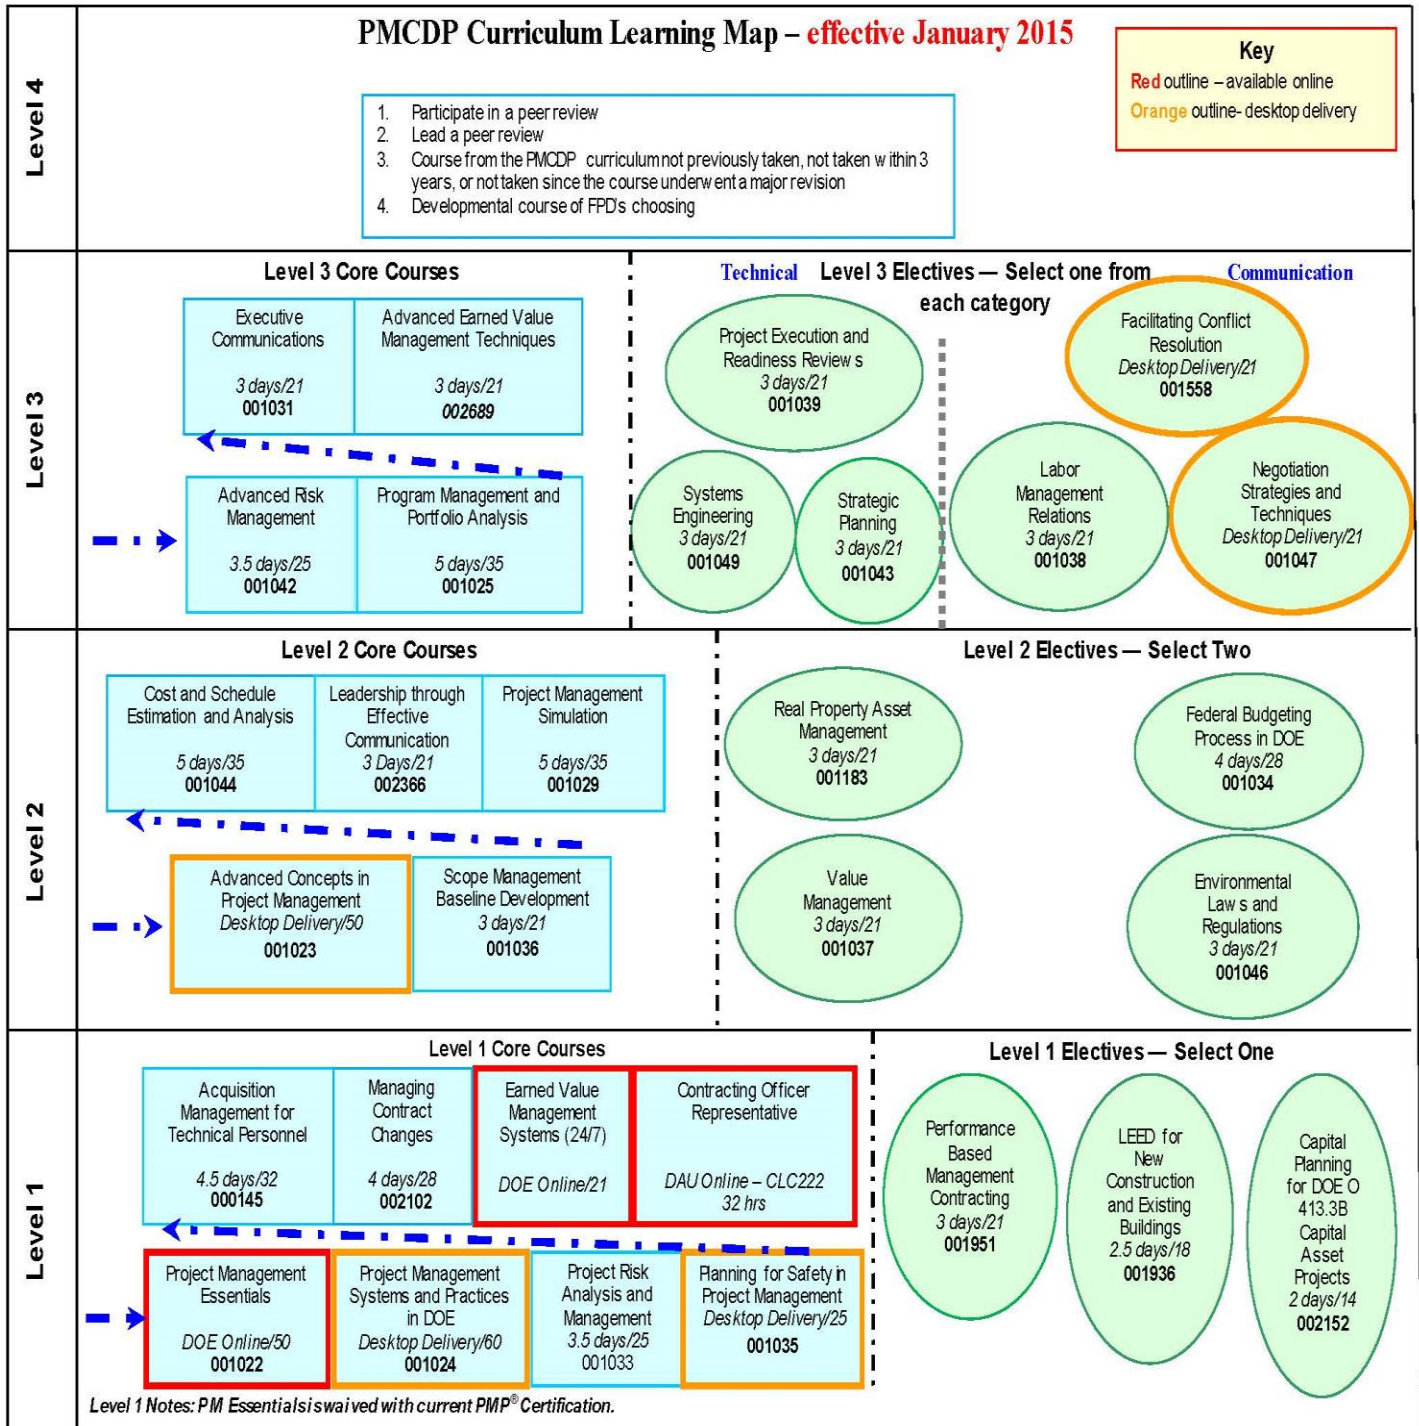 PMCDP Curriculum Learning Map – effective January 2015
Key
Red outline – available online
Orange outline- desktop delivery
Level 4
1. Participate in a peer review
2. Lead a peer review
3. Course from the PMCDP curriculum not previously taken, not taken within 3
years, or not taken since the course underwent a major revision
4. Developmental course of FPD's choosing
Level 3
Level 3 Core Courses
Executive
Communications
3 days/21
001031
Advanced Earned Value
Management Techniques
3 days/21
002689
Advanced Risk
Management
3.5 days/25
001042
Program Management and
Portfolio Analysis
5 days/35
001025
Technical
Level 3 Electives — Select one from
each category
Communication
Project Execution and
Readiness Reviews
3 days/21
001039
Systems
Engineering
3 days/21
001049
Strategic
Planning
3 days/21
001043
Facilitating Conflict
Resolution
Desktop Delivery/21
001558
Labor
Management
Relations
3 days/21
001038
Negotiation
Strategies and
Techniques
Desktop Delivery/21
001047
Level 2
Level 2 Core Courses
Cost and Schedule
Estimation and Analysis
5 days/35
001044
Leadership through
Effective
Communication
3 Days/21
002366
Project Management
Simulation
5 days/35
001029
Advanced Concepts in
Project Management
Desktop Delivery/50
001023
Scope Management
Baseline Development
3 days/21
001036
Level 2 Electives — Select Two
Real Property Asset
Management
3 days/21
001183
Federal Budgeting
Process in DOE
4 days/28
001034
Value
Management
3 days/21
001037
Environmental
Laws and
Regulations
3 days/21
001046
Level 1
Level 1 Core Courses
Acquisition
Management for
Technical Personnel
4.5 days/32
000145
Managing
Contract
Changes
4 days/28
002102
Earned Value
Management
Systems (24/7)
DOE Online/21
Contracting Officer
Representative
DAU Online – CLC222
32 hrs
Project Management
Essentials
DOE Online/50
001022
Project Management
Systems and Practices
in DOE
Desktop Delivery/60
001024
Project Risk
Analysis and
Management
3.5 days/25
001033
Planning for Safety in
Project Management
Desktop Delivery/25
001035
Level 1 Notes: PM Essentials is waived with current PMP® Certification.
Level 1 Electives — Select One
Performance
Based
Management
Contracting
3 days/21
001951
LEED for
New
Construction
and Existing
Buildings
2.5 days/18
001936
Capital
Planning
for DOE O
413.3B
Capital
Asset
Projects
2 days/14
002152